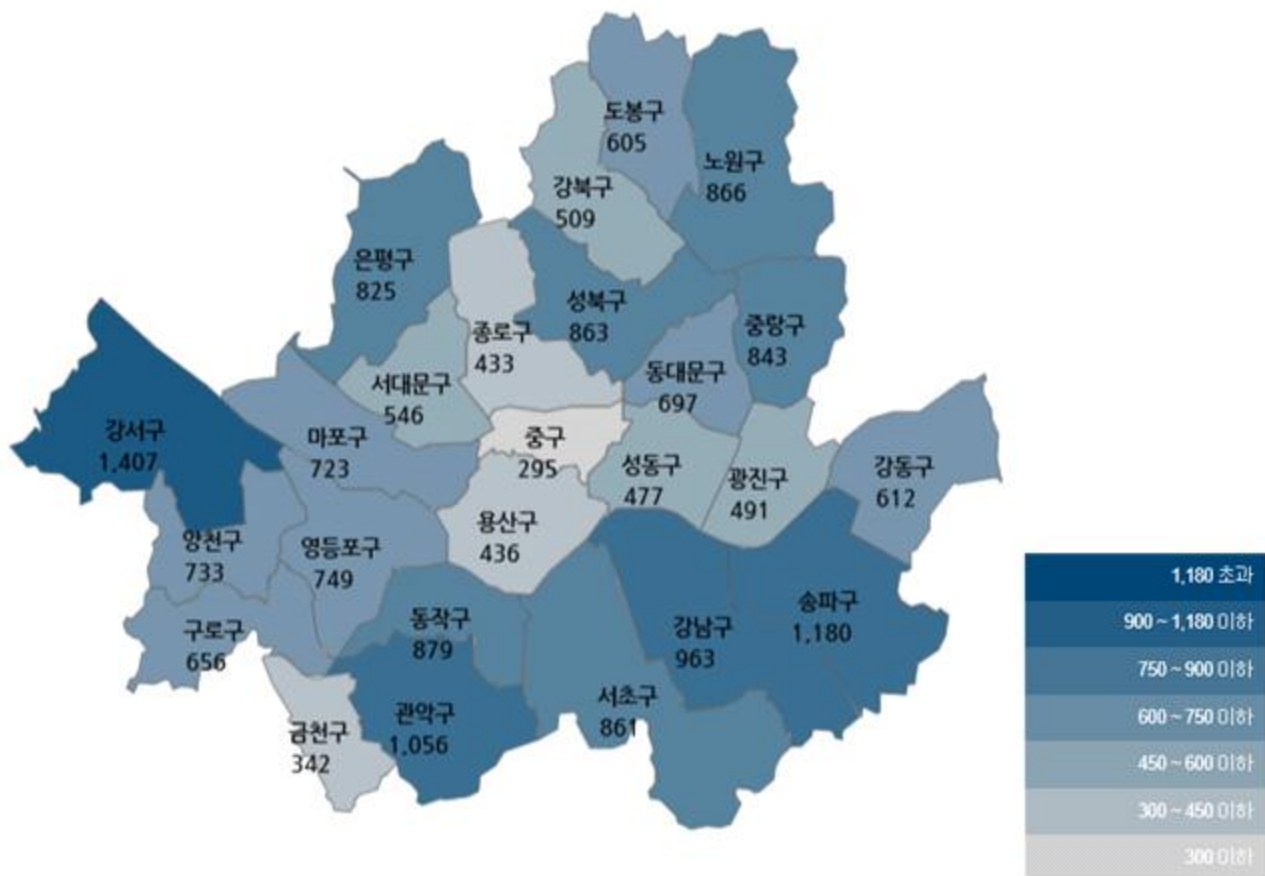 도봉구
605
노원구
866
강북구
509
은평구
825
성북구
863
중랑구
843
종로구
433
동대문구
697
서대문구
546
강서구
1,407
마포구
723
중구
295
성동구
477
광진구
491
강동구
612
용산구
436
양천구
733
영등포구
749
동작구
879
강남구
963
송파구
1,180
구로구
656
서초구
861
관악구
1,056
금천구
342
1,180 초과
900 ~ 1,180 이하
750 ~ 900 이하
600 ~ 750 이하
450 ~ 600 이하
300 ~ 450 이하
300 이하